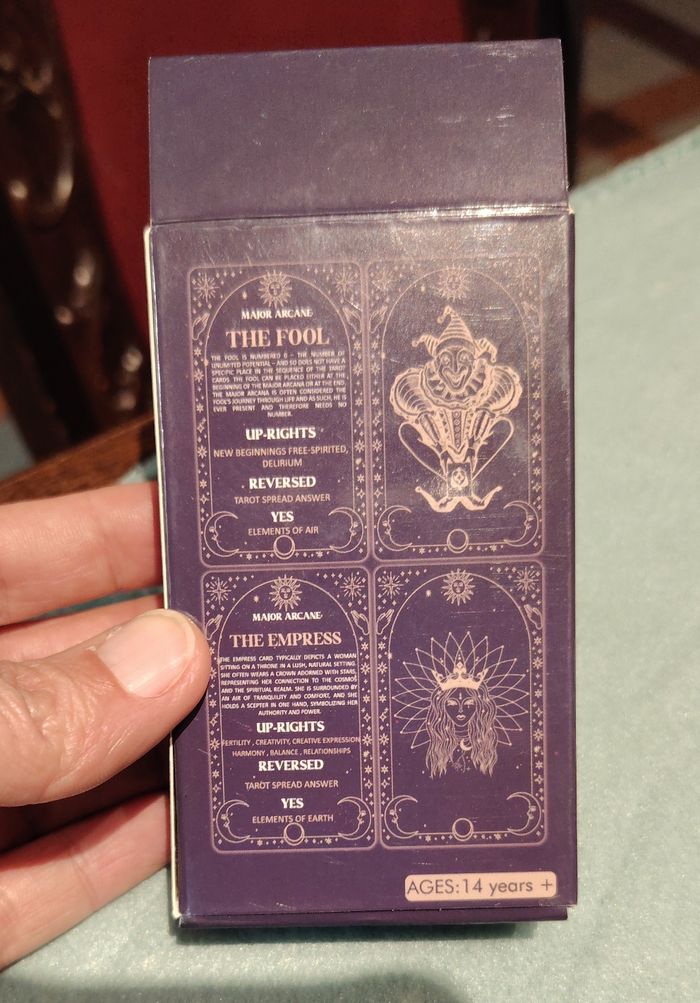 MAJOR ARCANE
THE FOOL
THE FOOL IS NUMBERED 0 – THE NUMBER OF
UNLIMITED POTENTIAL – AND SO DOES NOT HAVE A
SPECIFIC PLACE IN THE SEQUENCE OF THE TAROT
CARDS. THE FOOL CAN BE PLACED EITHER AT THE
BEGINNING OF THE MAJOR ARCANA OR AT THE END.
THE MAJOR ARCANA IS OFTEN CONSIDERED THE
FOOL'S JOURNEY THROUGH LIFE AND AS SUCH, HE IS
EVER PRESENT AND THEREFORE NEEDS NO
NUMBER.
UP-RIGHTS
NEW BEGINNINGS FREE-SPIRITED,
DELIRIUM
REVERSED
TAROT SPREAD ANSWER
YES
ELEMENTS OF AIR
MAJOR ARCANE
THE EMPRESS
THE EMPRESS CARD TYPICALLY DEPICTS A WOMAN
SITTING ON A THRONE IN A LUSH, NATURAL SETTING.
SHE OFTEN WEARS A CROWN ADORNED WITH STARS,
REPRESENTING HER CONNECTION TO THE COSMOS
AND THE SPIRITUAL REALM. SHE IS SURROUNDED BY
AN AIR OF TRANQUILITY AND COMFORT, AND SHE
HOLDS A SCEPTER IN ONE HAND, SYMBOLIZING HER
AUTHORITY AND POWER.
UP-RIGHTS
FERTILITY , CREATIVITY, CREATIVE EXPRESSION
HARMONY , BALANCE , RELATIONSHIPS
REVERSED
TAROT SPREAD ANSWER
YES
ELEMENTS OF EARTH
AGES:14 years +